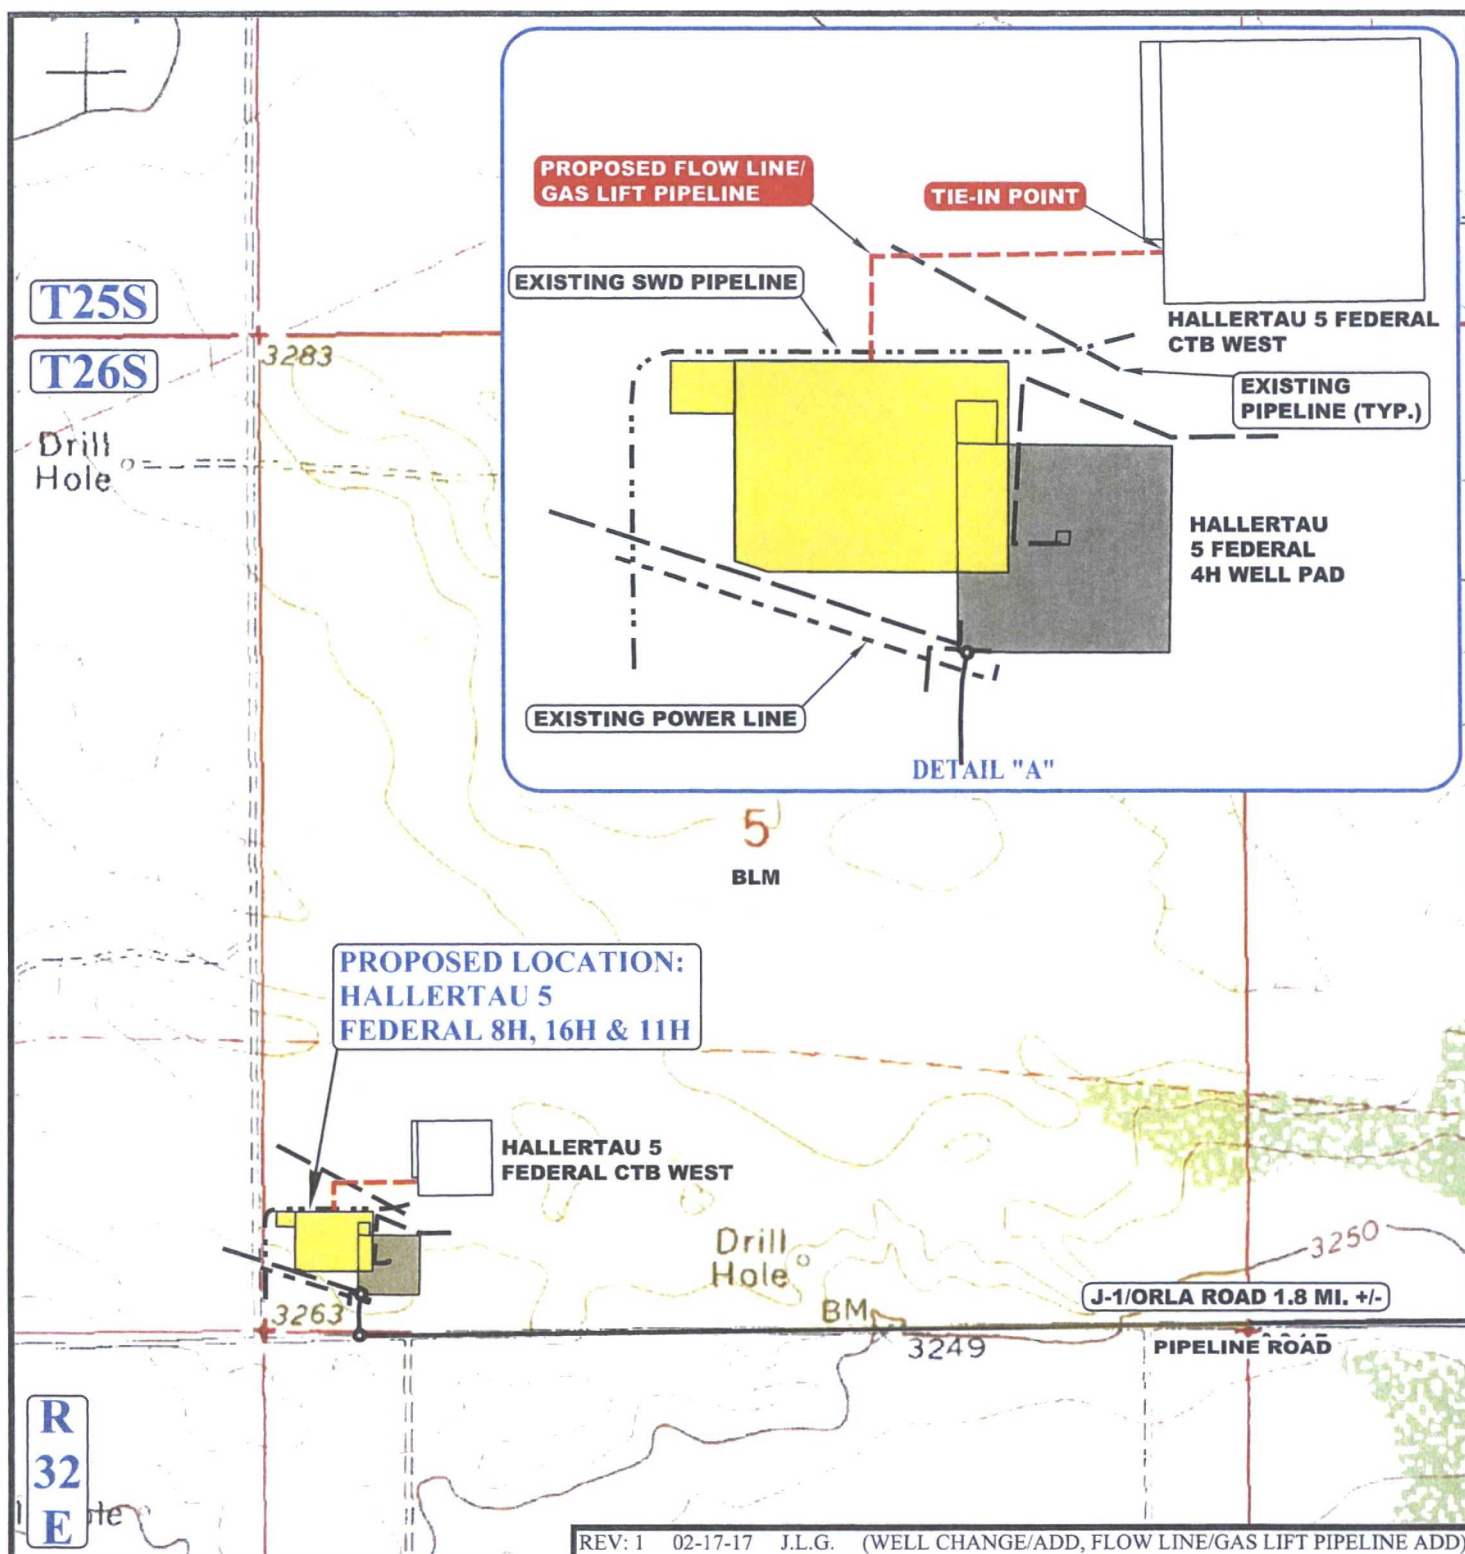 PROPOSED FLOW LINE/
GAS LIFT PIPELINE
TIE-IN POINT
EXISTING SWD PIPELINE
HALLERTAU 5 FEDERAL
CTB WEST
EXISTING
PIPELINE (TYP.)
HALLERTAU
5 FEDERAL
4H WELL PAD
EXISTING POWER LINE
DETAIL "A"
T25S
T26S
3283
Drill
Hole
5
BLM
PROPOSED LOCATION:
HALLERTAU 5
FEDERAL 8H, 16H & 11H
HALLERTAU 5
FEDERAL CTB WEST
Drill
Hole
3250
J-1/ORLA ROAD 1.8 MI. +/-
3263
BM
3249
PIPELINE ROAD
R
32
E
REV: 1 02-17-17 J.L.G. (WELL CHANGE/ADD, FLOW LINE/GAS LIFT PIPELINE ADD)